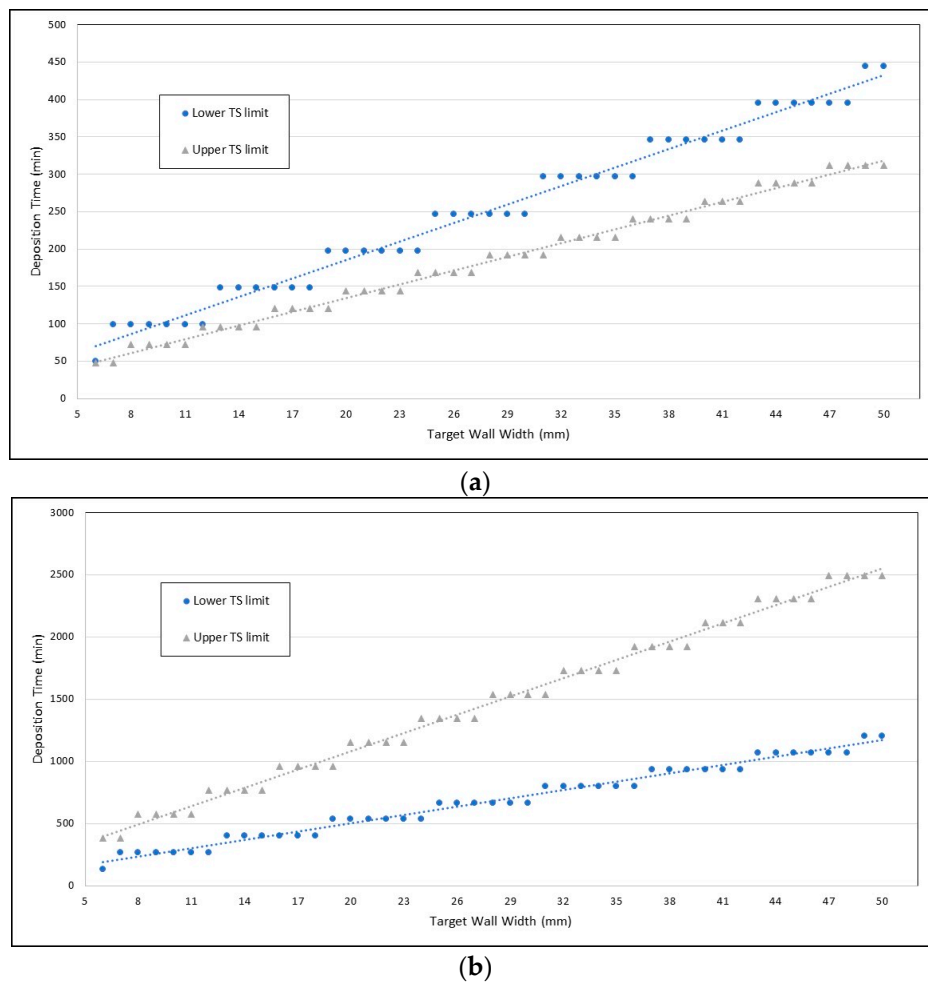 500
450
400
350
300
250
200
150
100
50
0
Deposition Time (min)
Lower TS limit
Upper TS limit
5 8 11 14 17 20 23 26 29 32 35 38 41 44 47 50
Target Wall Width (mm)
(a)
3000
2500
2000
1500
1000
500
0
Deposition Time (min)
Lower TS limit
Upper TS limit
5 8 11 14 17 20 23 26 29 32 35 38 41 44 47 50
Target Wall Width (mm)
(b)